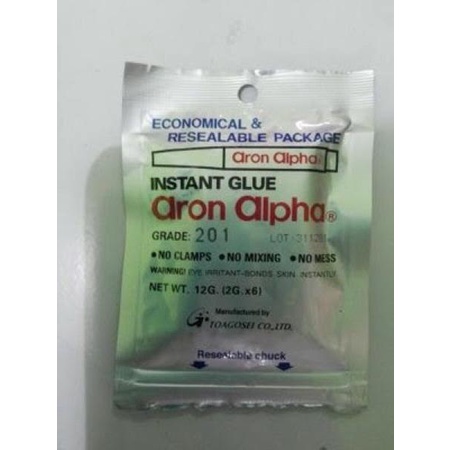 ECONOMICAL &
RESEALABLE PACKAGE
aron alpha
INSTANT GLUE
aron alpha®
GRADE: 201
LOT
• NO CLAMPS • NO MIXING • NO MESS
WARNING! EYE IRRITANT-BONDS SKIN INSTANTLY
NET WT. 12G. (2G.x6)
Manufactured by
TOAGOSEI CO.,LTD.
Resealable chuck